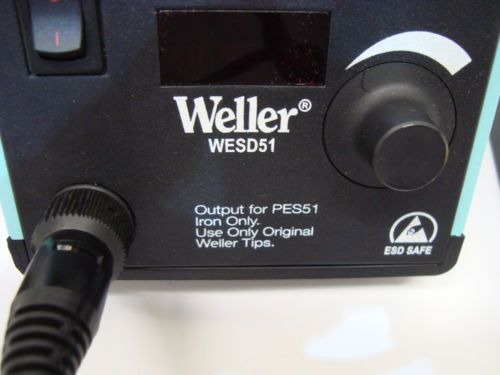 Weller®
WESD51
Output for PES51
Iron Only.
Use Only Original
Weller Tips.
ESD SAFE